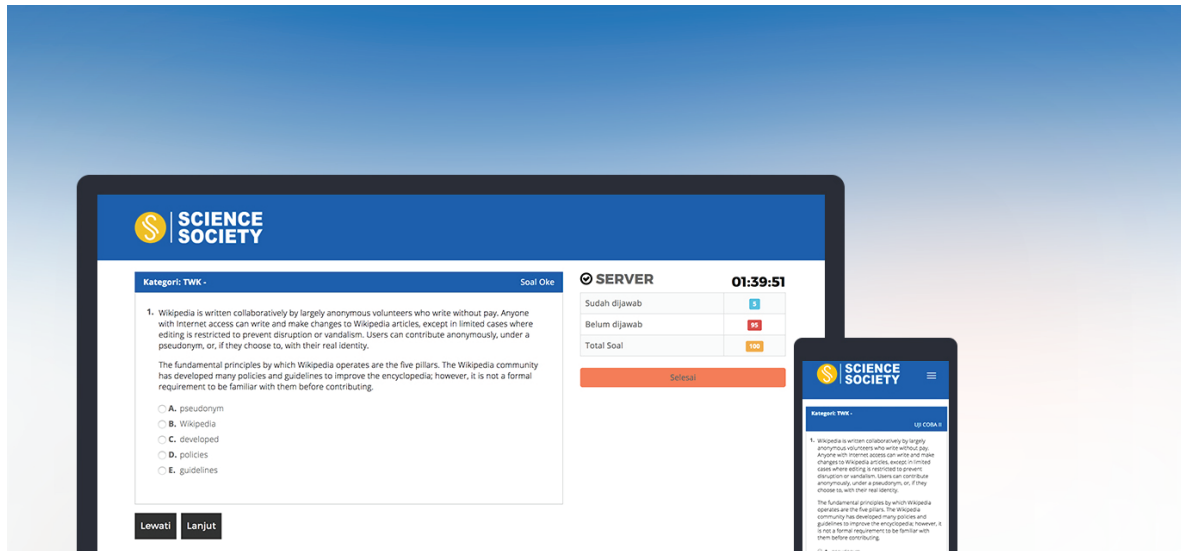 SCIENCE
SOCIETY
Kategori: TWK -
Soal Oke
1. Wikipedia is written collaboratively by largely anonymous volunteers who write without pay. Anyone
with Internet access can write and make changes to Wikipedia articles, except in limited cases where
editing is restricted to prevent disruption or vandalism. Users can contribute anonymously, under a
pseudonym, or, if they choose to, with their real identity.
The fundamental principles by which Wikipedia operates are the five pillars. The Wikipedia community
has developed many policies and guidelines to improve the encyclopedia; however, it is not a formal
requirement to be familiar with them before contributing.
A. pseudonym
B. Wikipedia
C. developed
D. policies
E. guidelines
Lewati
Lanjut
SERVER
01:39:51
Sudah dijawab 5
Belum dijawab 95
Total Soal 100
Selesai
SCIENCE
SOCIETY
Kategori: TWK -
UJI COBA II
1. Wikipedia is written collaboratively by largely
anonymous volunteers who write without pay.
Anyone with Internet access can write and make
changes to Wikipedia articles, except in limited
cases where editing is restricted to prevent
disruption or vandalism. Users can contribute
anonymously, under a pseudonym, or, if they
choose to, with their real identity.
The fundamental principles by which Wikipedia
operates are the five pillars. The Wikipedia
community has developed many policies and
guidelines to improve the encyclopedia; however, it
is not a formal requirement to be familiar with
them before contributing.